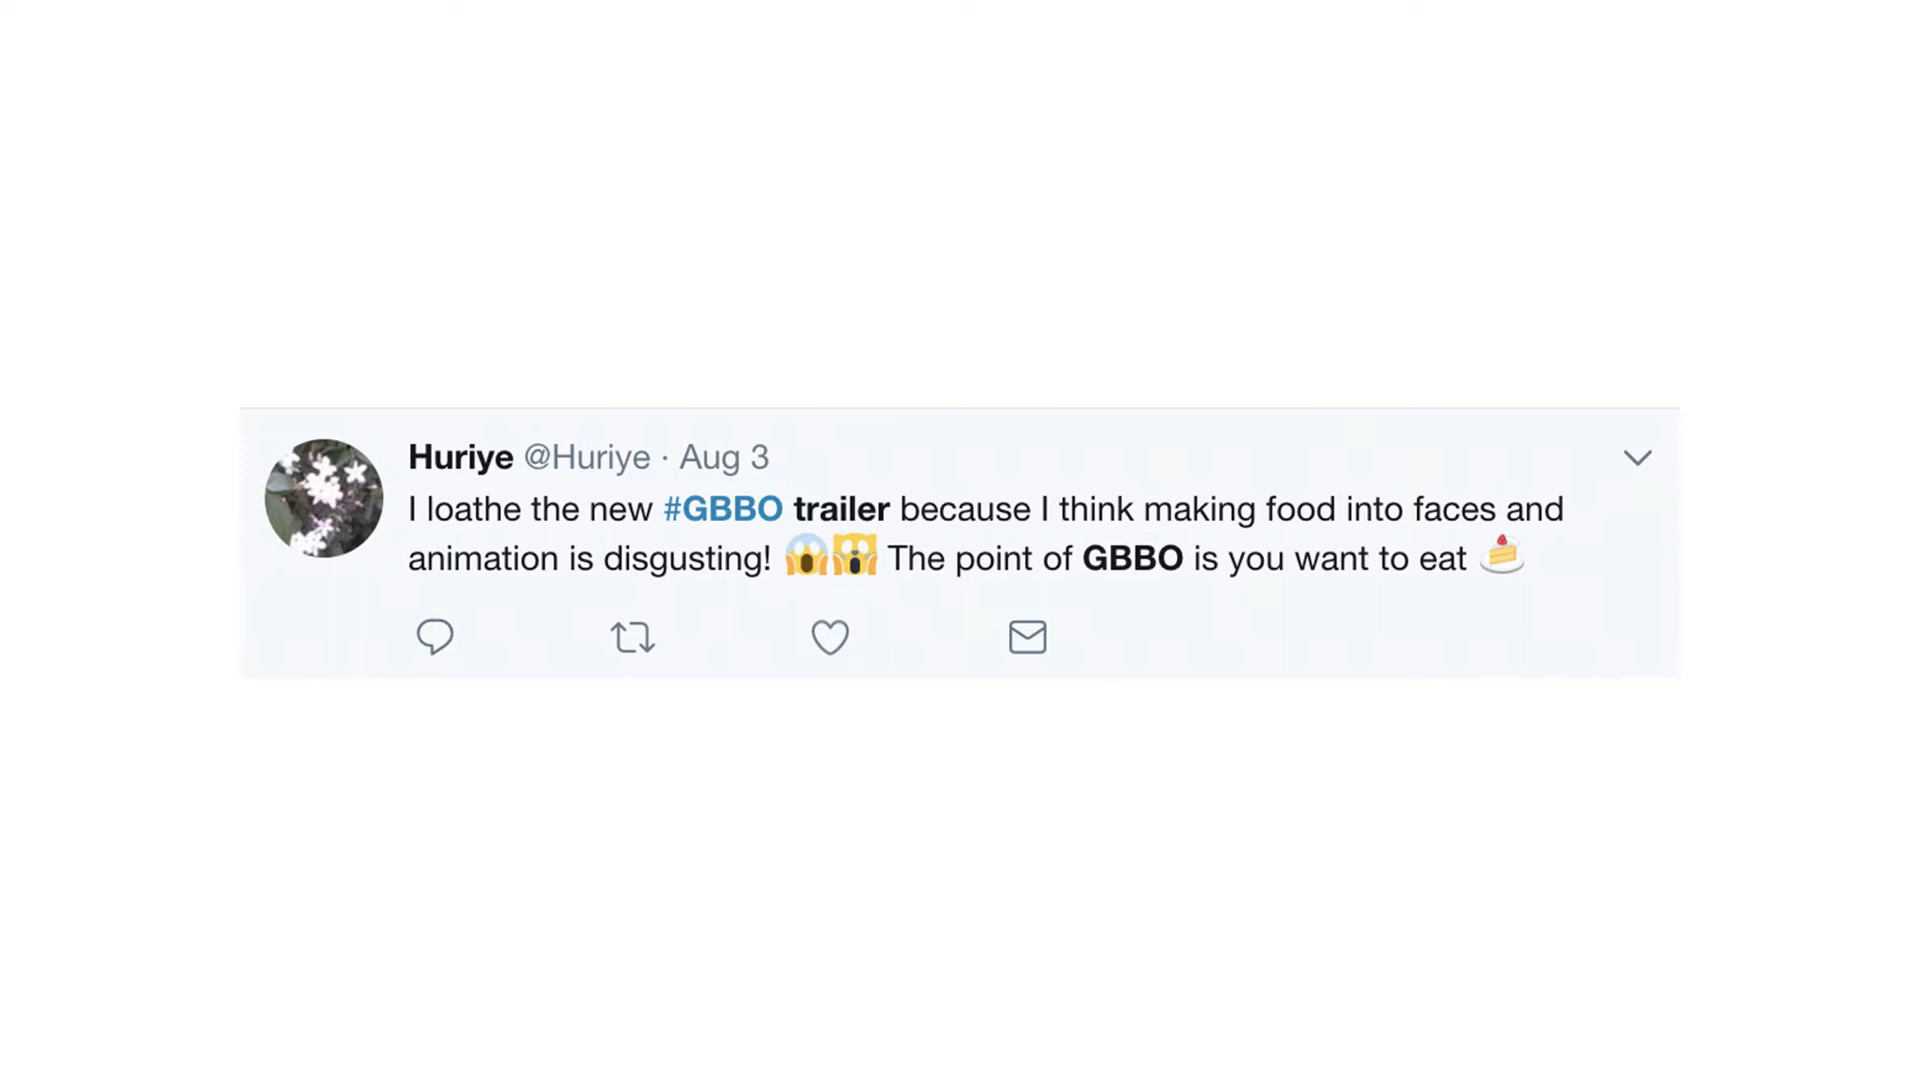 Huriye @Huriye · Aug 3
I loathe the new #GBBO trailer because I think making food into faces and
animation is disgusting! 😱🙀 The point of GBBO is you want to eat 🍰